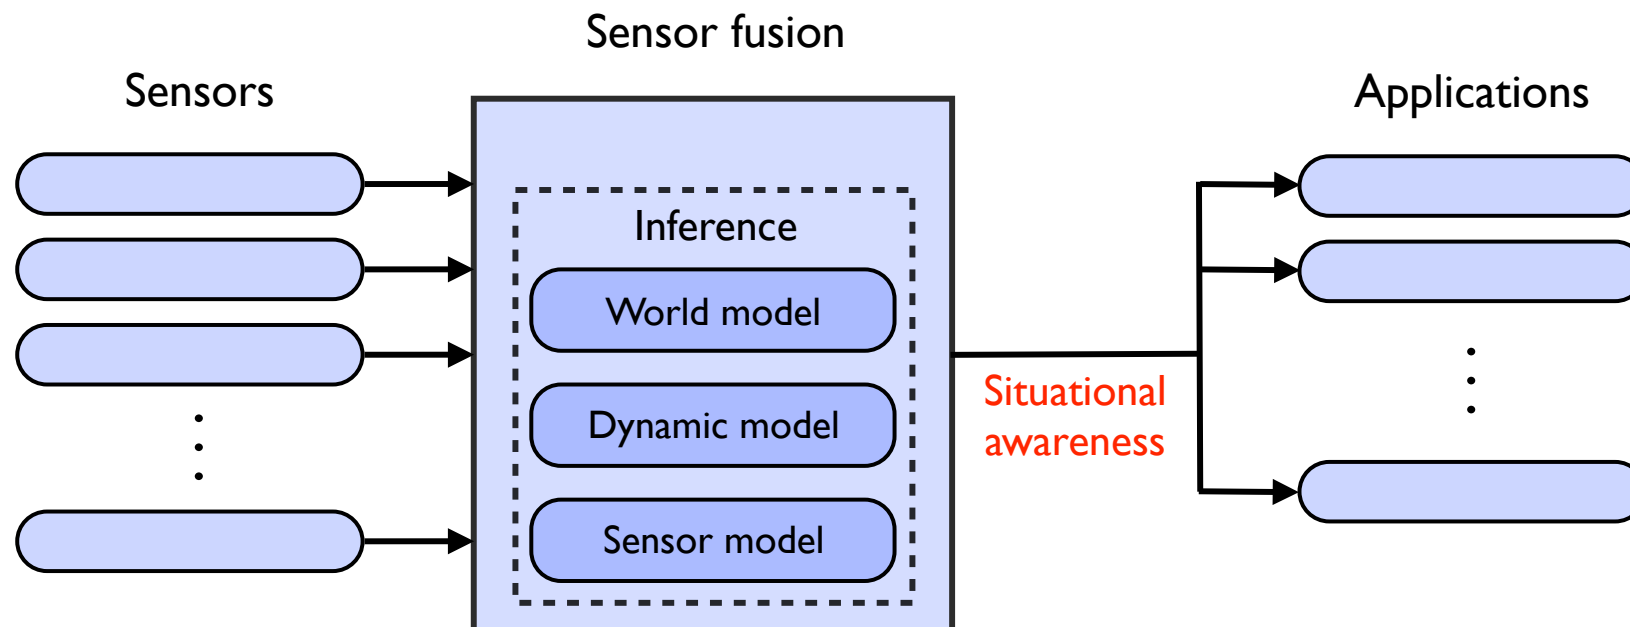 Sensor fusion
Sensors
Applications
Inference
World model
Dynamic model
Sensor model
Situational
awareness